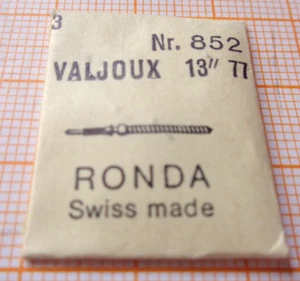 3
Nr. 852
VALJOUX 13''' 77
RONDA
Swiss made